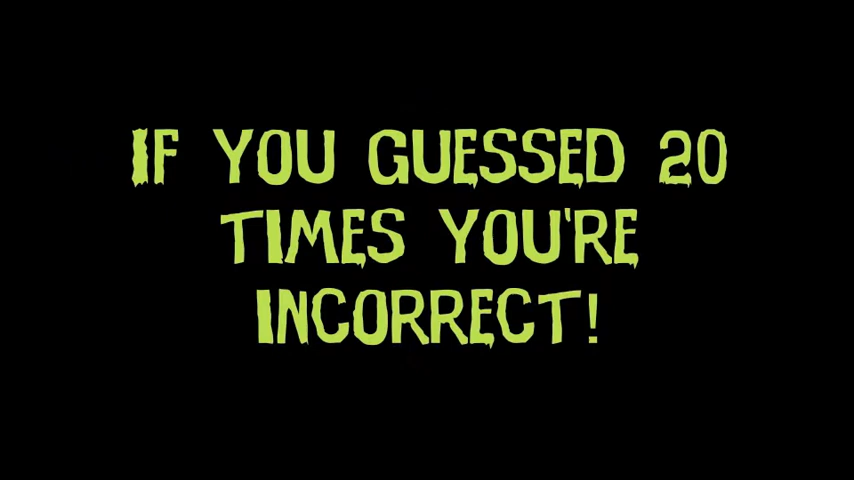 IF YOU GUESSED 20
TIMES YOU'RE
INCORRECT!